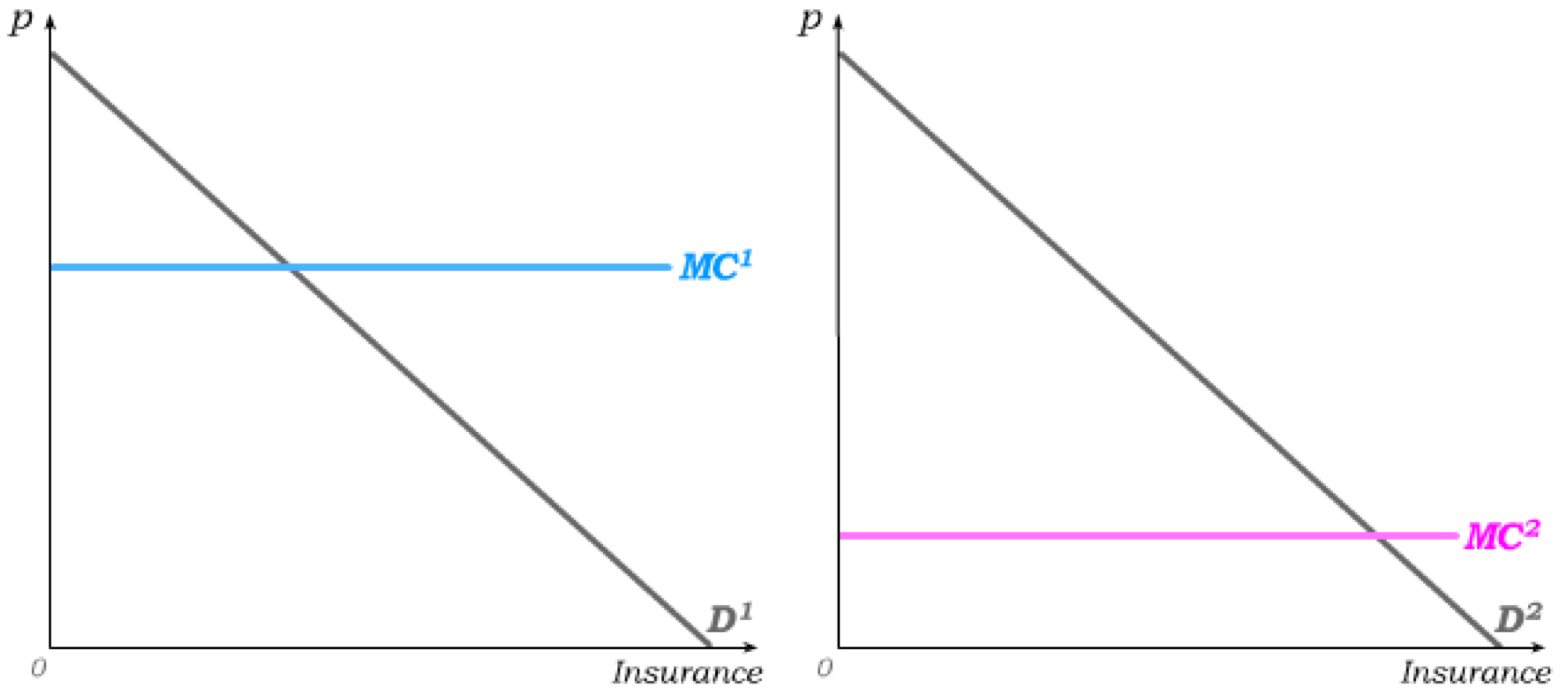 p
MC¹
D¹
0
Insurance
p
MC²
D²
0
Insurance